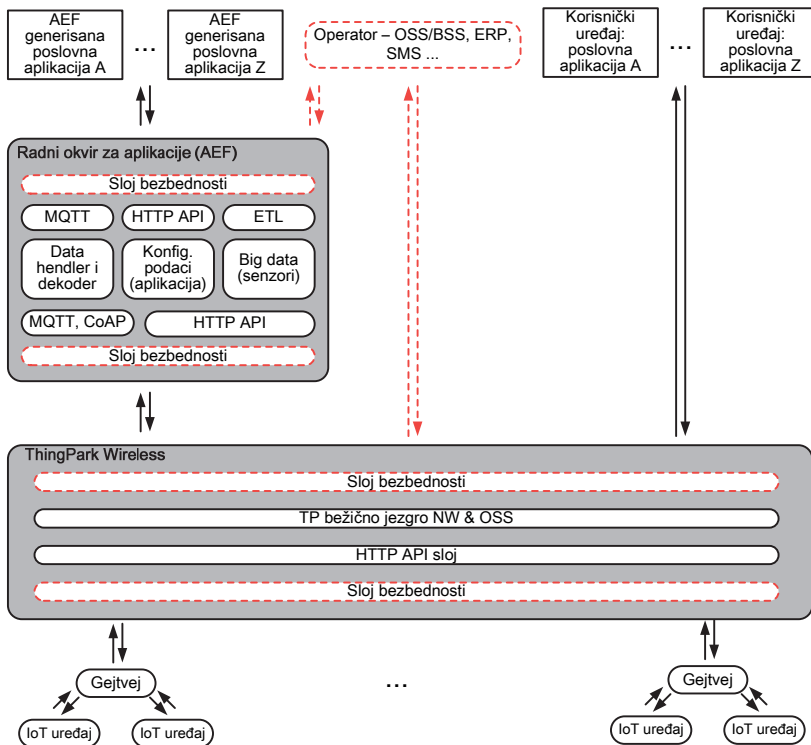 AEF
generisana
poslovna
aplikacija A
...
AEF
generisana
poslovna
aplikacija Z
Operator – OSS/BSS, ERP,
SMS ...
Korisnički
uređaj:
poslovna
aplikacija A
...
Korisnički
uređaj:
poslovna
aplikacija Z
Radni okvir za aplikacije (AEF)
Sloj bezbednosti
MQTT
HTTP API
ETL
Data
hendler i
dekoder
Konfig.
podaci
(aplikacija)
Big data
(senzori)
MQTT, CoAP
HTTP API
Sloj bezbednosti
ThingPark Wireless
Sloj bezbednosti
TP bežično jezgro NW & OSS
HTTP API sloj
Sloj bezbednosti
Gejtvej
...
Gejtvej
IoT uređaj
IoT uređaj
IoT uređaj
IoT uređaj